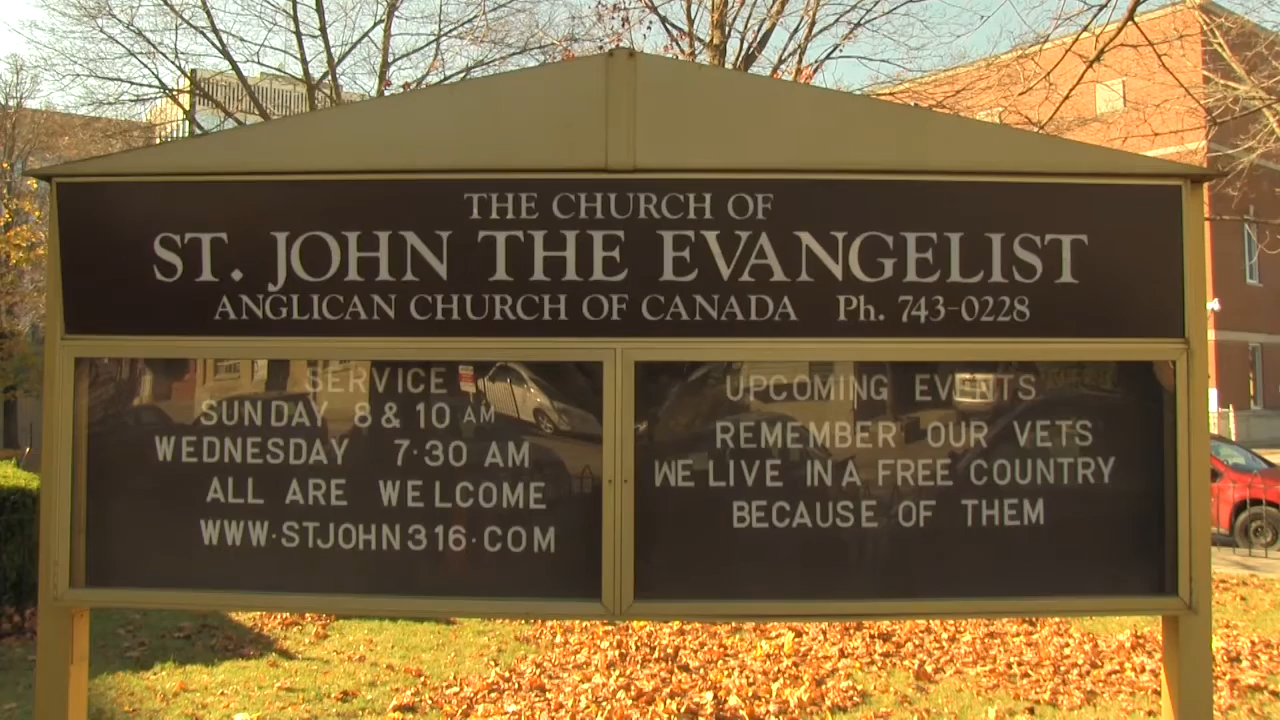 THE CHURCH OF
ST. JOHN THE EVANGELIST
ANGLICAN CHURCH OF CANADA Ph. 743-0228
SERVICE
SUNDAY 8 & 10 AM
WEDNESDAY 7·30 AM
ALL ARE WELCOME
WWW·STJOHN316·COM
UPCOMING EVENTS
REMEMBER OUR VETS
WE LIVE IN A FREE COUNTRY
BECAUSE OF THEM